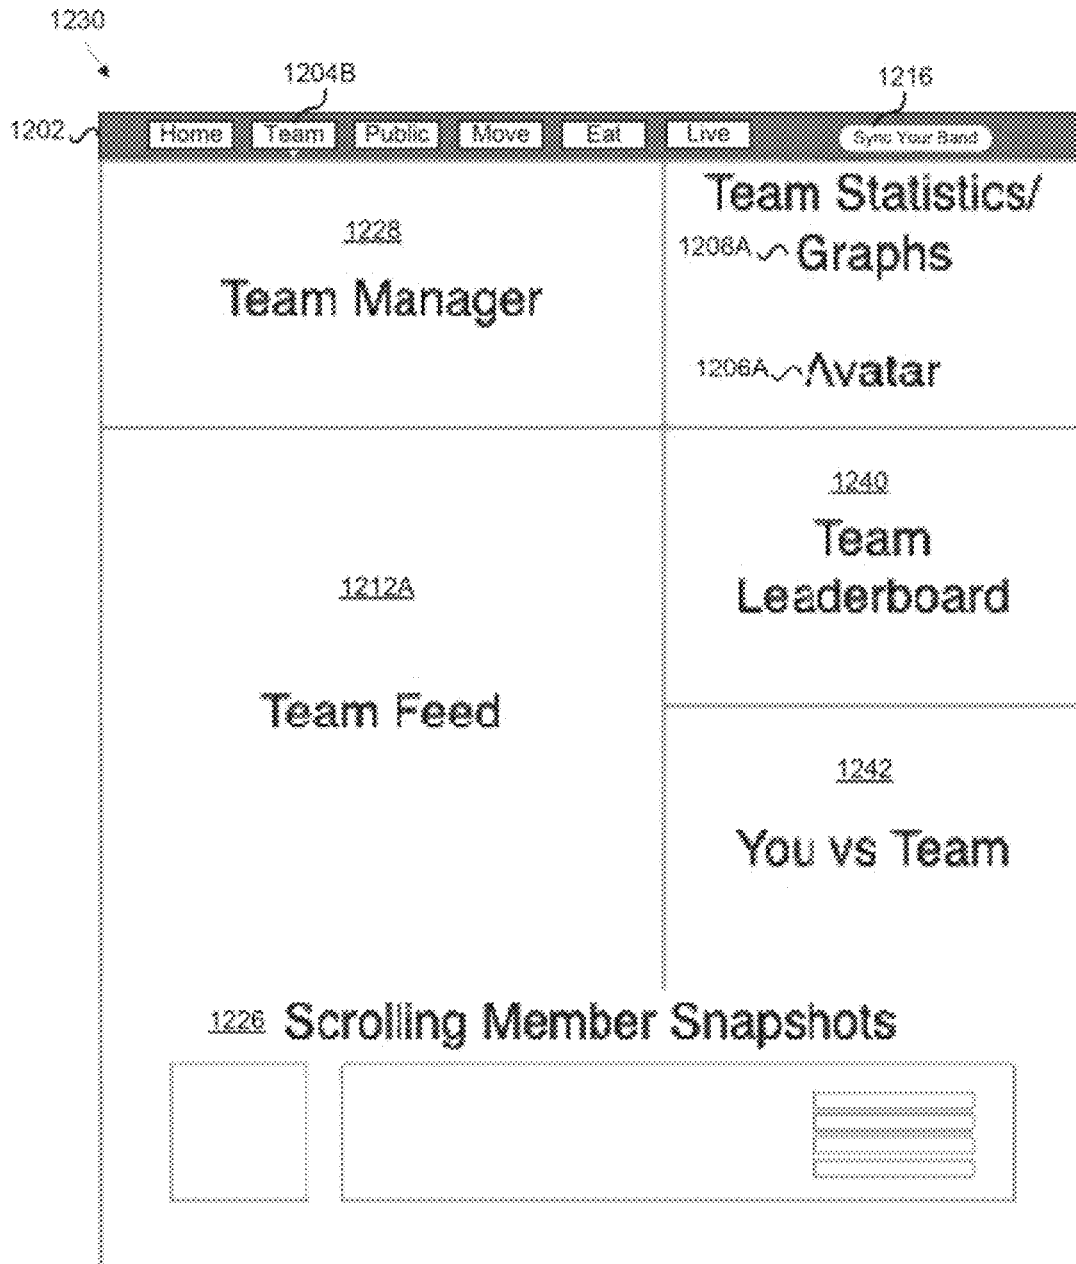 1230
1204B
1216
1202
Home Team Public Move Eat Live Sync Your Band
1228
Team Manager
Team Statistics/
1208A Graphs
1206A Avatar
1240
Team
Leaderboard
1212A
Team Feed
1242
You vs Team
1226 Scrolling Member Snapshots